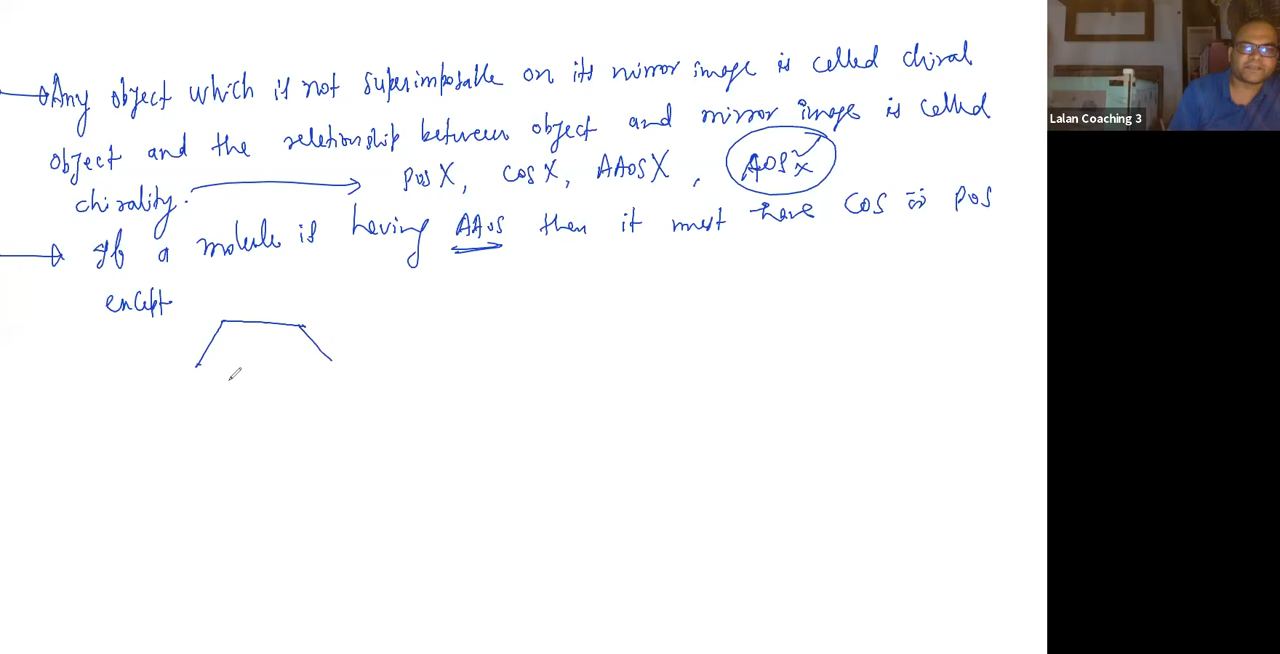 Any object which is not superimposable on its mirror image is called chiral
object and the reletionship between object and mirror image is called
chirality. POS X, COS X, AAOS X, AOS
If a molecule is having AAOS then it must have COS or POS
except
Lalan Coaching 3